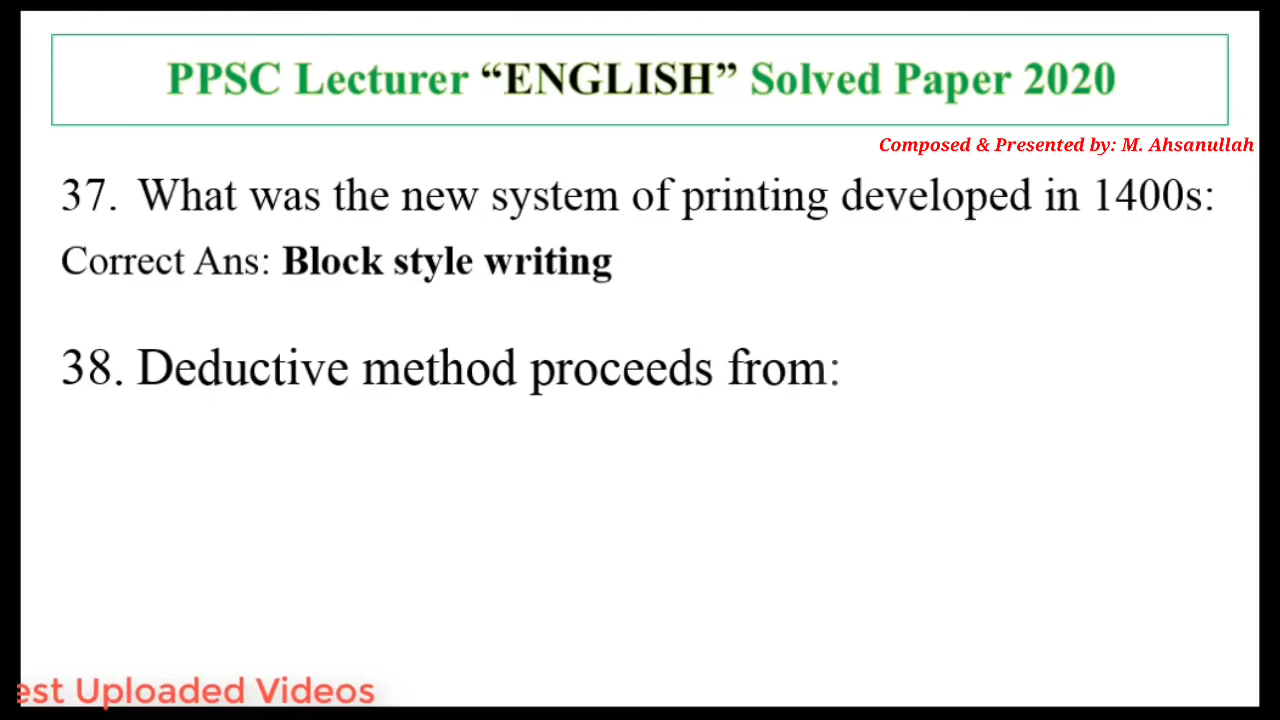 PPSC Lecturer “ENGLISH” Solved Paper 2020
Composed & Presented by: M. Ahsanullah
37. What was the new system of printing developed in 1400s:
Correct Ans: Block style writing
38. Deductive method proceeds from:
est Uploaded Videos